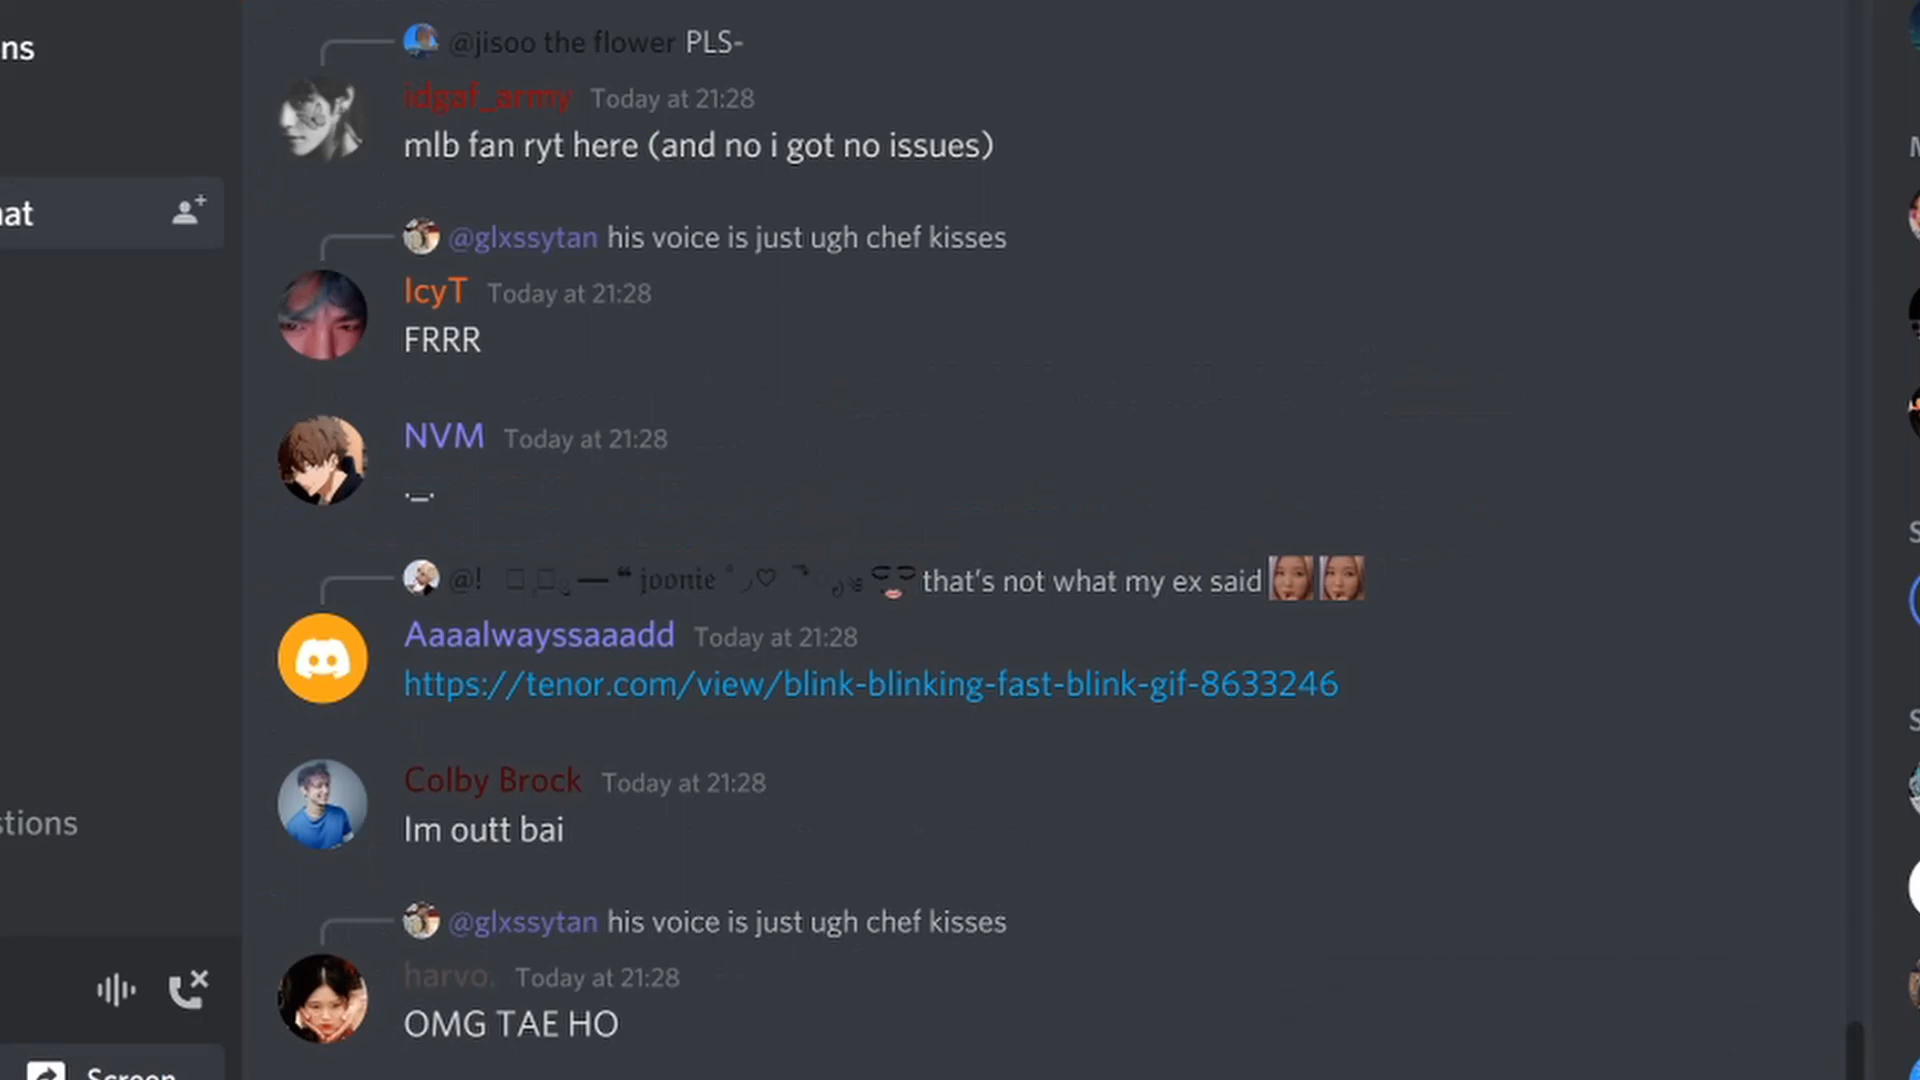 ns
@jisoo the flower PLS-
idgaf_army Today at 21:28
mlb fan ryt here (and no i got no issues)
hat
@glxssytan his voice is just ugh chef kisses
IcyT Today at 21:28
FRRR
NVM Today at 21:28
._.
@! — ❝ joonie ྀ ♡ that's not what my ex said
Aaaalwayssaaadd Today at 21:28
https://tenor.com/view/blink-blinking-fast-blink-gif-8633246
Colby Brock Today at 21:28
Im outt bai
stions
@glxssytan his voice is just ugh chef kisses
harvo. Today at 21:28
OMG TAE HO
Screen